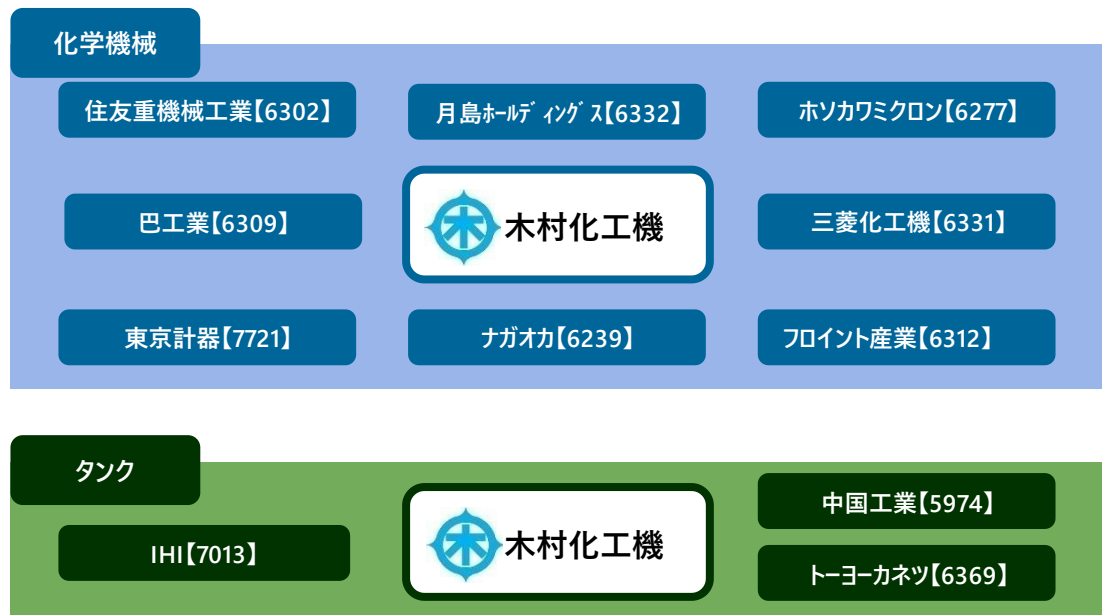 化学機械
住友重機械工業【6302】
月島ﾎｰﾙﾃﾞｨﾝｸﾞｽ【6332】
ホソカワミクロン【6277】
巴工業【6309】
木 木村化工機
三菱化工機【6331】
東京計器【7721】
ナガオカ【6239】
フロイント産業【6312】
タンク
中国工業【5974】
IHI【7013】
木 木村化工機
トーヨーカネツ【6369】